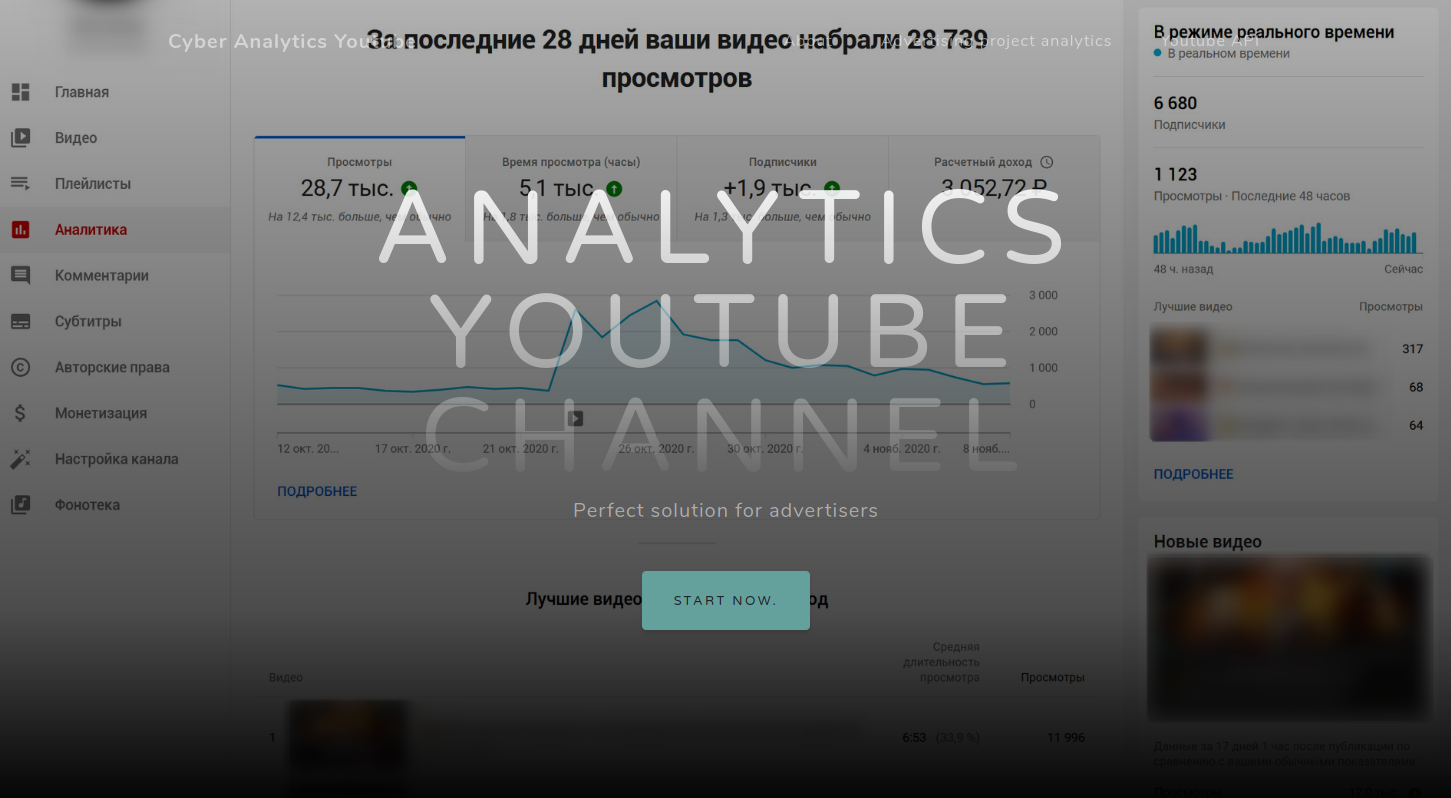 Cyber Analytics Youtube
About
Advertising project analytics
Youtube API
За последние 28 дней ваши видео набрали 28 739
просмотров
Главная
Видео
Плейлисты
Аналитика
Комментарии
Субтитры
Авторские права
Монетизация
Настройка канала
Фонотека
Просмотры
28,7 тыс.
На 12,4 тыс. больше, чем обычно
Время просмотра (часы)
5,1 тыс.
На 1,8 тыс. больше, чем обычно
Подписчики
+1,9 тыс.
На 1,3 тыс. больше, чем обычно
Расчетный доход
3 052,72 ₽
ANALYTICS
YOUTUBE
CHANNEL
3 000
2 000
1 000
0
12 окт. 20...
17 окт. 2020 г.
21 окт. 2020 г.
26 окт. 2020 г.
30 окт. 2020 г.
4 нояб. 2020 г.
8 нояб....
ПОДРОБНЕЕ
Perfect solution for advertisers
START NOW.
Лучшие видео
од
Видео
Средняя
длительность
просмотра
Просмотры
1
6:53 (33,9 %)
11 996
В режиме реального времени
В реальном времени
6 680
Подписчики
1 123
Просмотры · Последние 48 часов
48 ч. назад
Сейчас
Лучшие видео
Просмотры
317
68
64
ПОДРОБНЕЕ
Новые видео
Данные за 17 дней 1 час после публикации по
сравнению с вашими обычными показателями
Просмотры